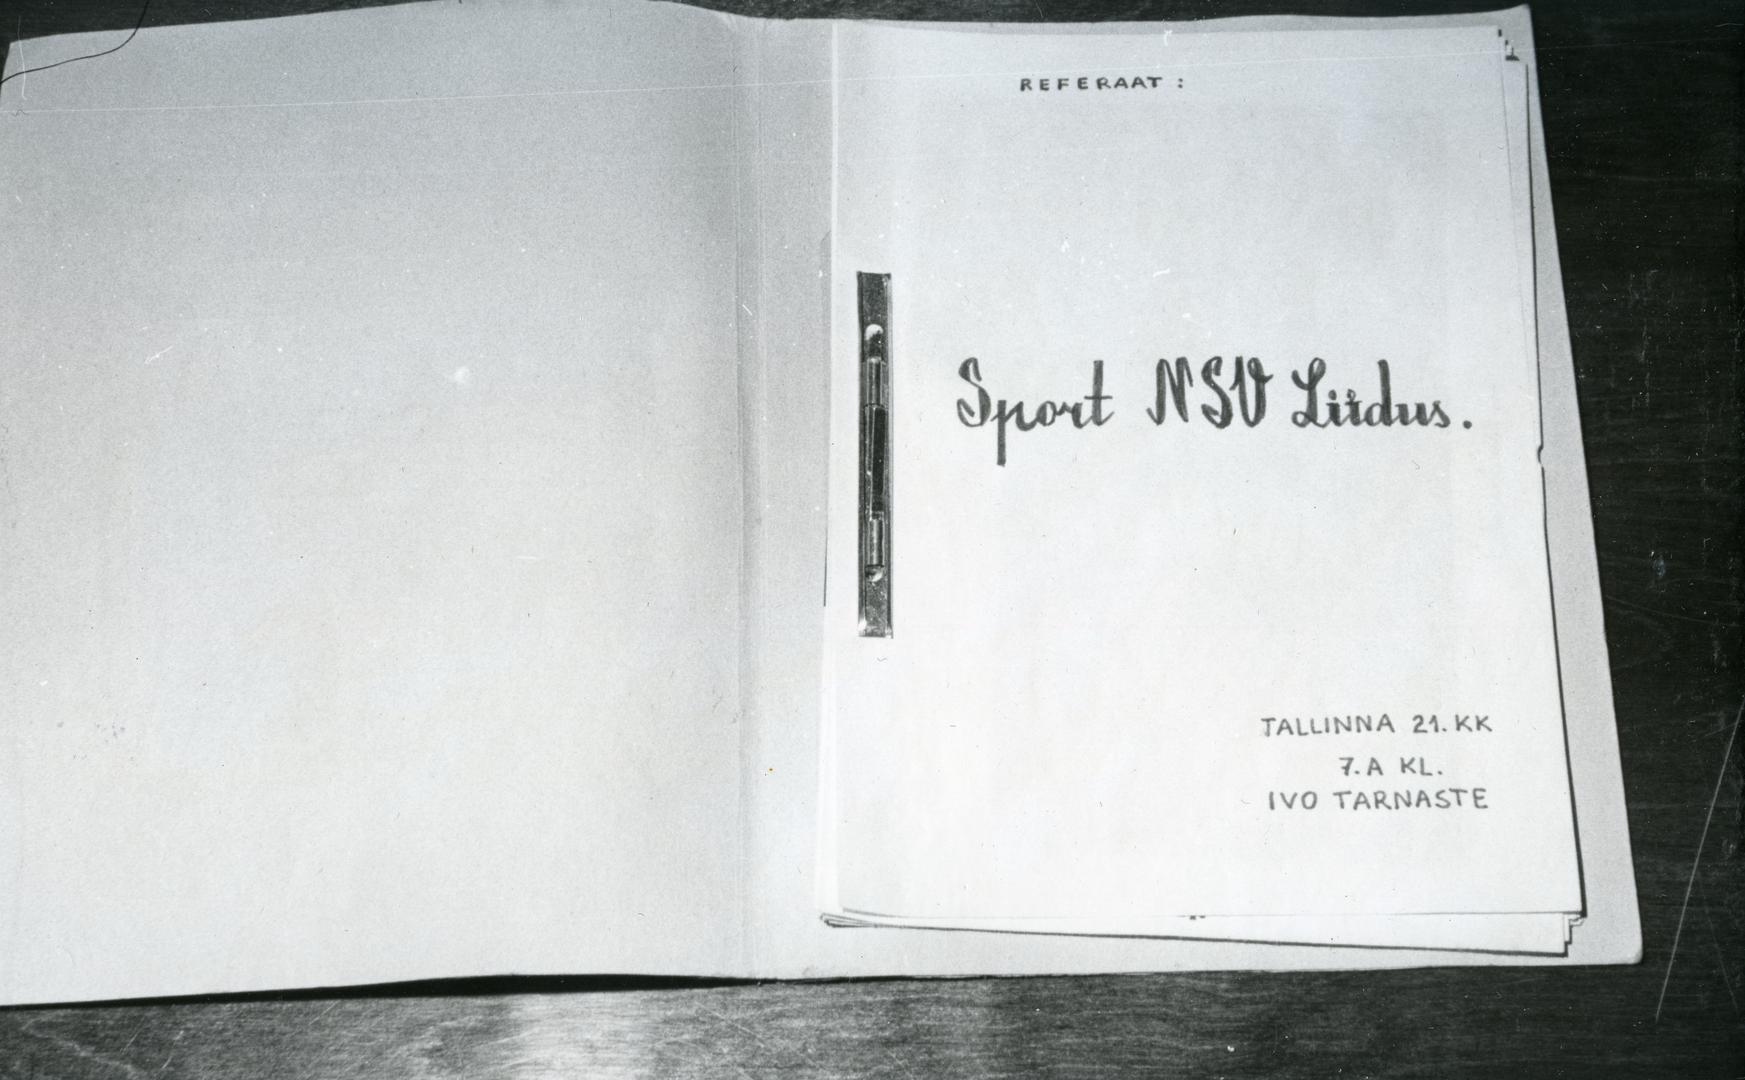 REFERAAT :
Sport NSV Liidus.
TALLINNA 21. KK
7. A KL.
IVO TARNASTE